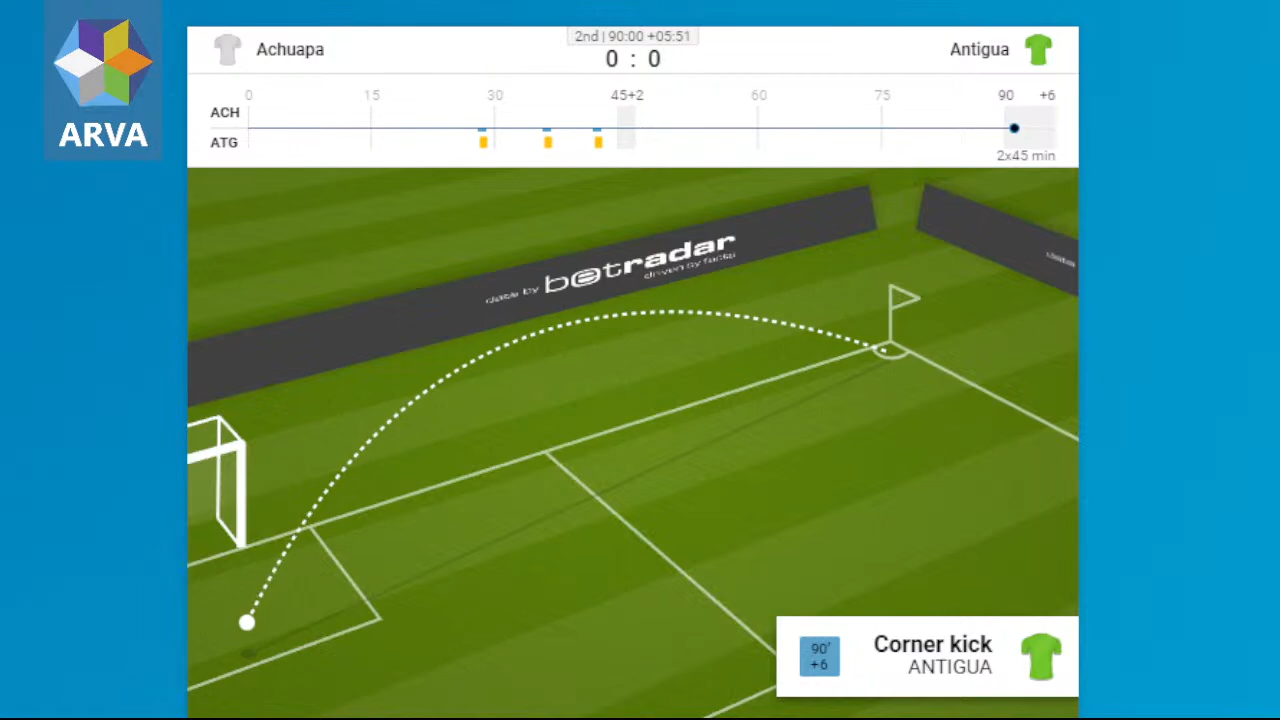 ARVA
Achuapa
2nd | 90:00 +05:51
0 : 0
Antigua
0 15 30 45+2 60 75 90 +6
ACH
ATG
2x45 min
data by betradar
driven by facts
90'
+6
Corner kick
ANTIGUA